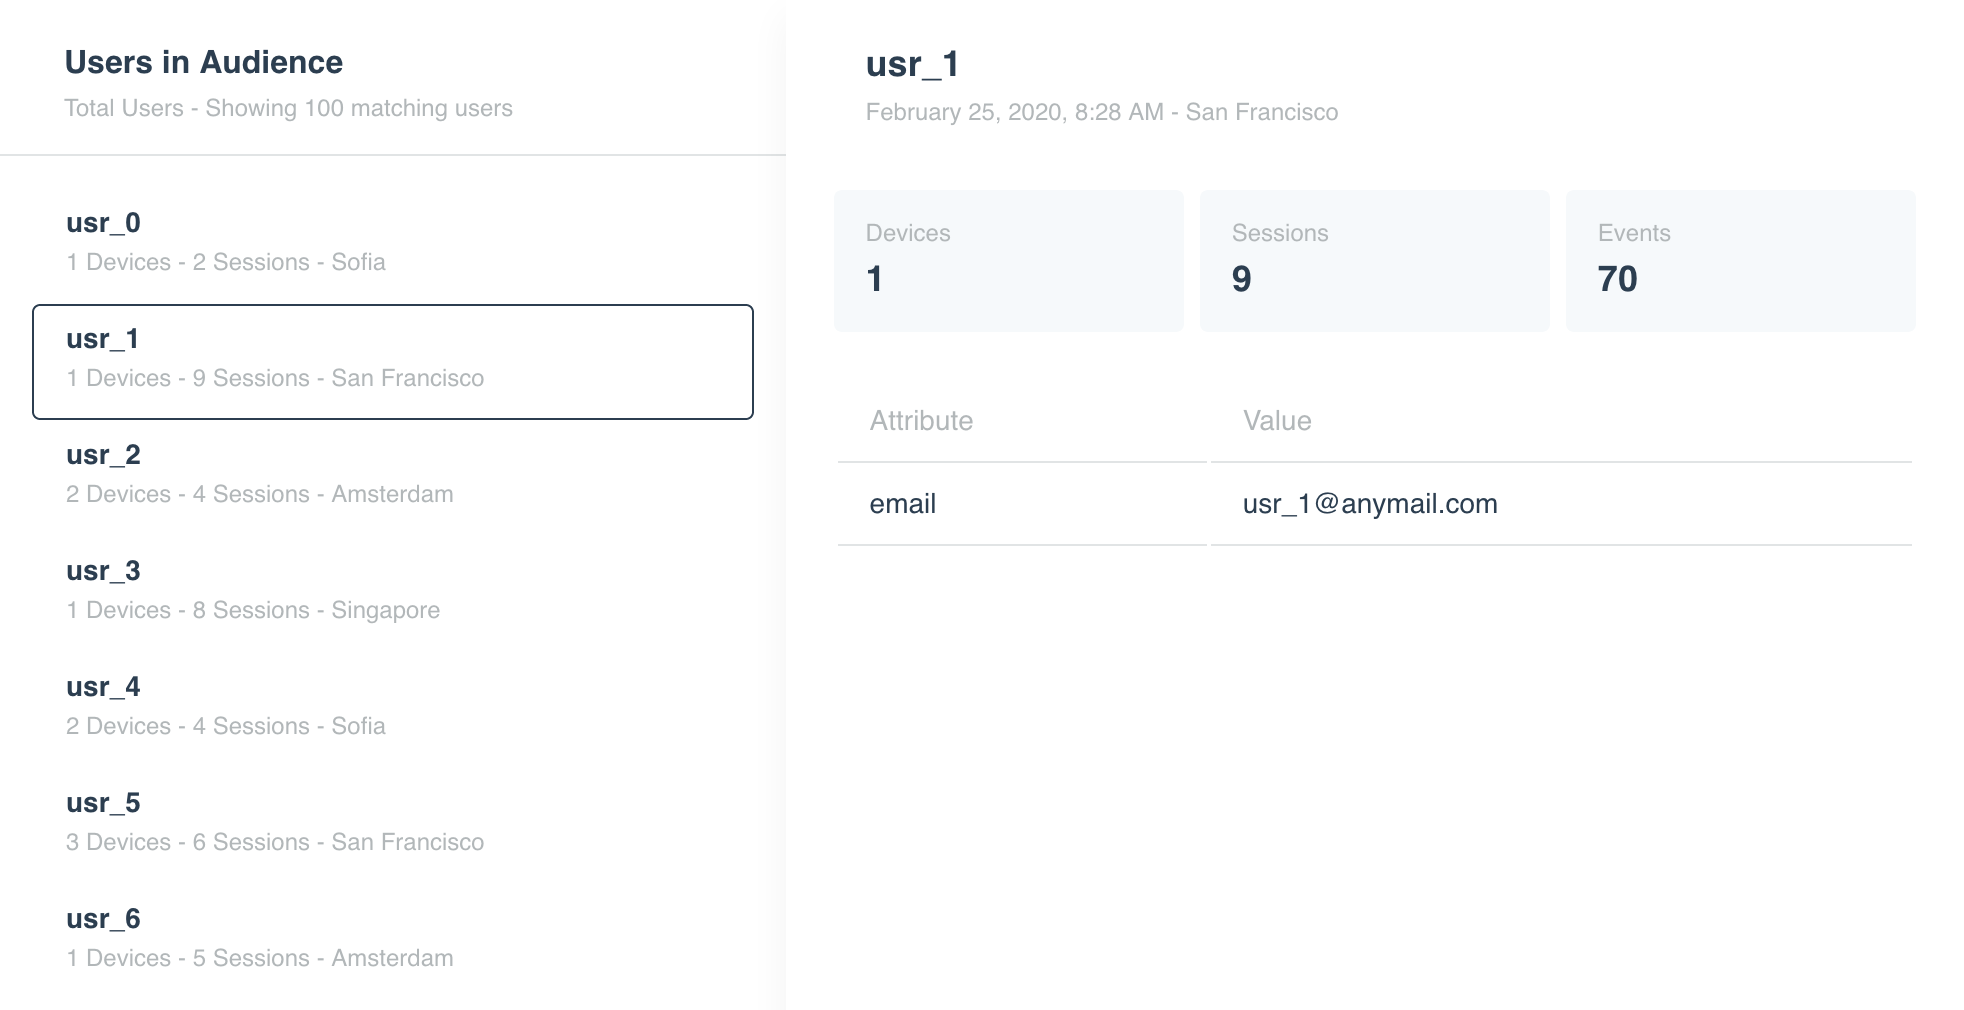 Users in Audience
Total Users - Showing 100 matching users
usr_0
1 Devices - 2 Sessions - Sofia
usr_1
1 Devices - 9 Sessions - San Francisco
usr_2
2 Devices - 4 Sessions - Amsterdam
usr_3
1 Devices - 8 Sessions - Singapore
usr_4
2 Devices - 4 Sessions - Sofia
usr_5
3 Devices - 6 Sessions - San Francisco
usr_6
1 Devices - 5 Sessions - Amsterdam
usr_1
February 25, 2020, 8:28 AM - San Francisco
Devices
1
Sessions
9
Events
70
Attribute Value
email usr_1@anymail.com